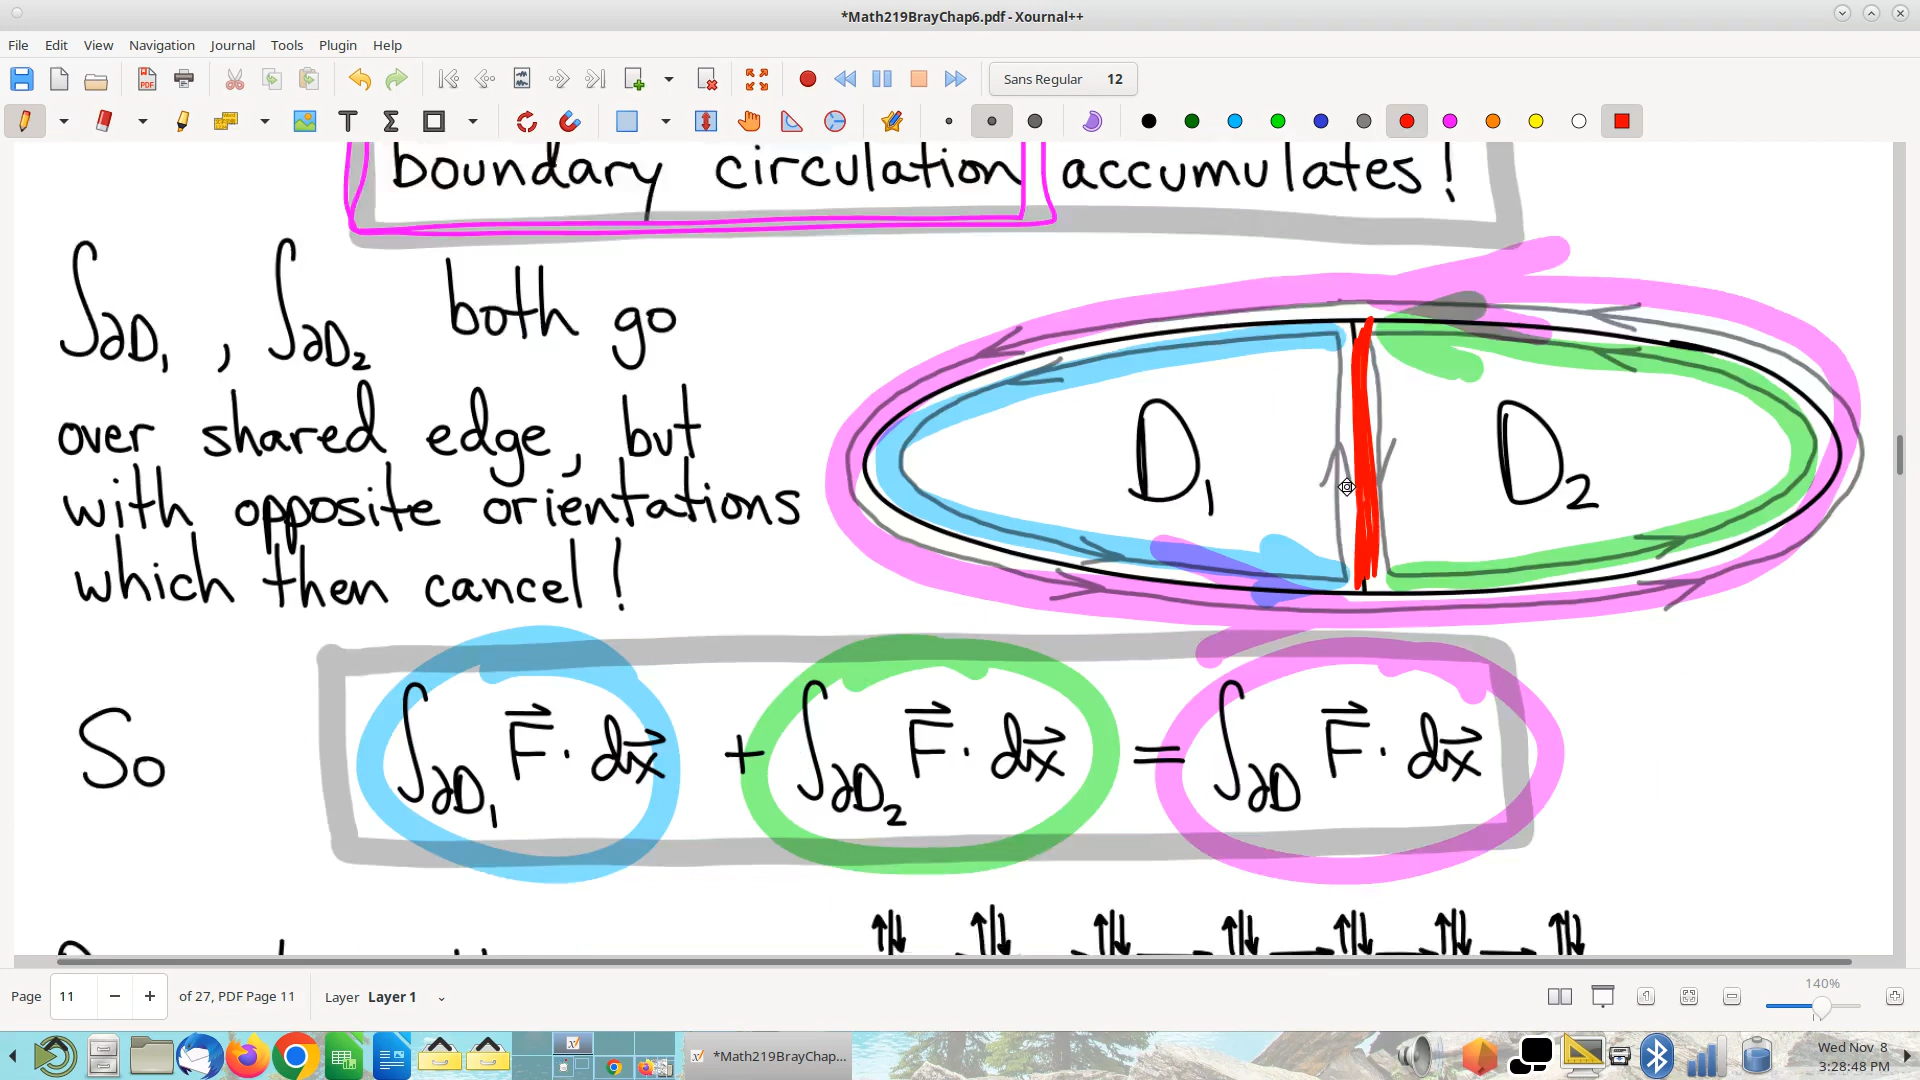 *Math219BrayChap6.pdf - Xournal++
File Edit View Navigation Journal Tools Plugin Help
Sans Regular 12
boundary circulation accumulates!
∫∂D₁ , ∫∂D₂ both go
over shared edge, but
with opposite orientations
which then cancel!
D₁ D₂
So ∫∂D₁ F⃗ · dx⃗ + ∫∂D₂ F⃗ · dx⃗ = ∫∂D F⃗ · dx⃗
Page 11 of 27, PDF Page 11 Layer Layer 1 140%
*Math219BrayChap...
Wed Nov 8
3:28:48 PM